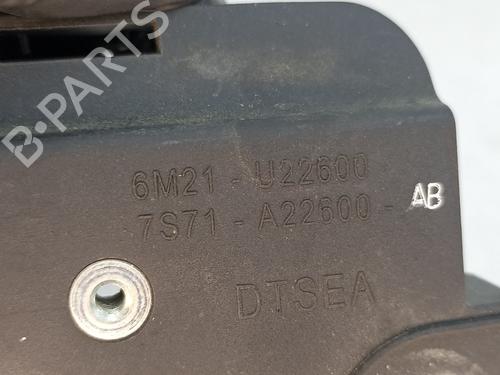 B-PARTS
6M21 - U22600
7S71 - A22600 - AB
DTSEA